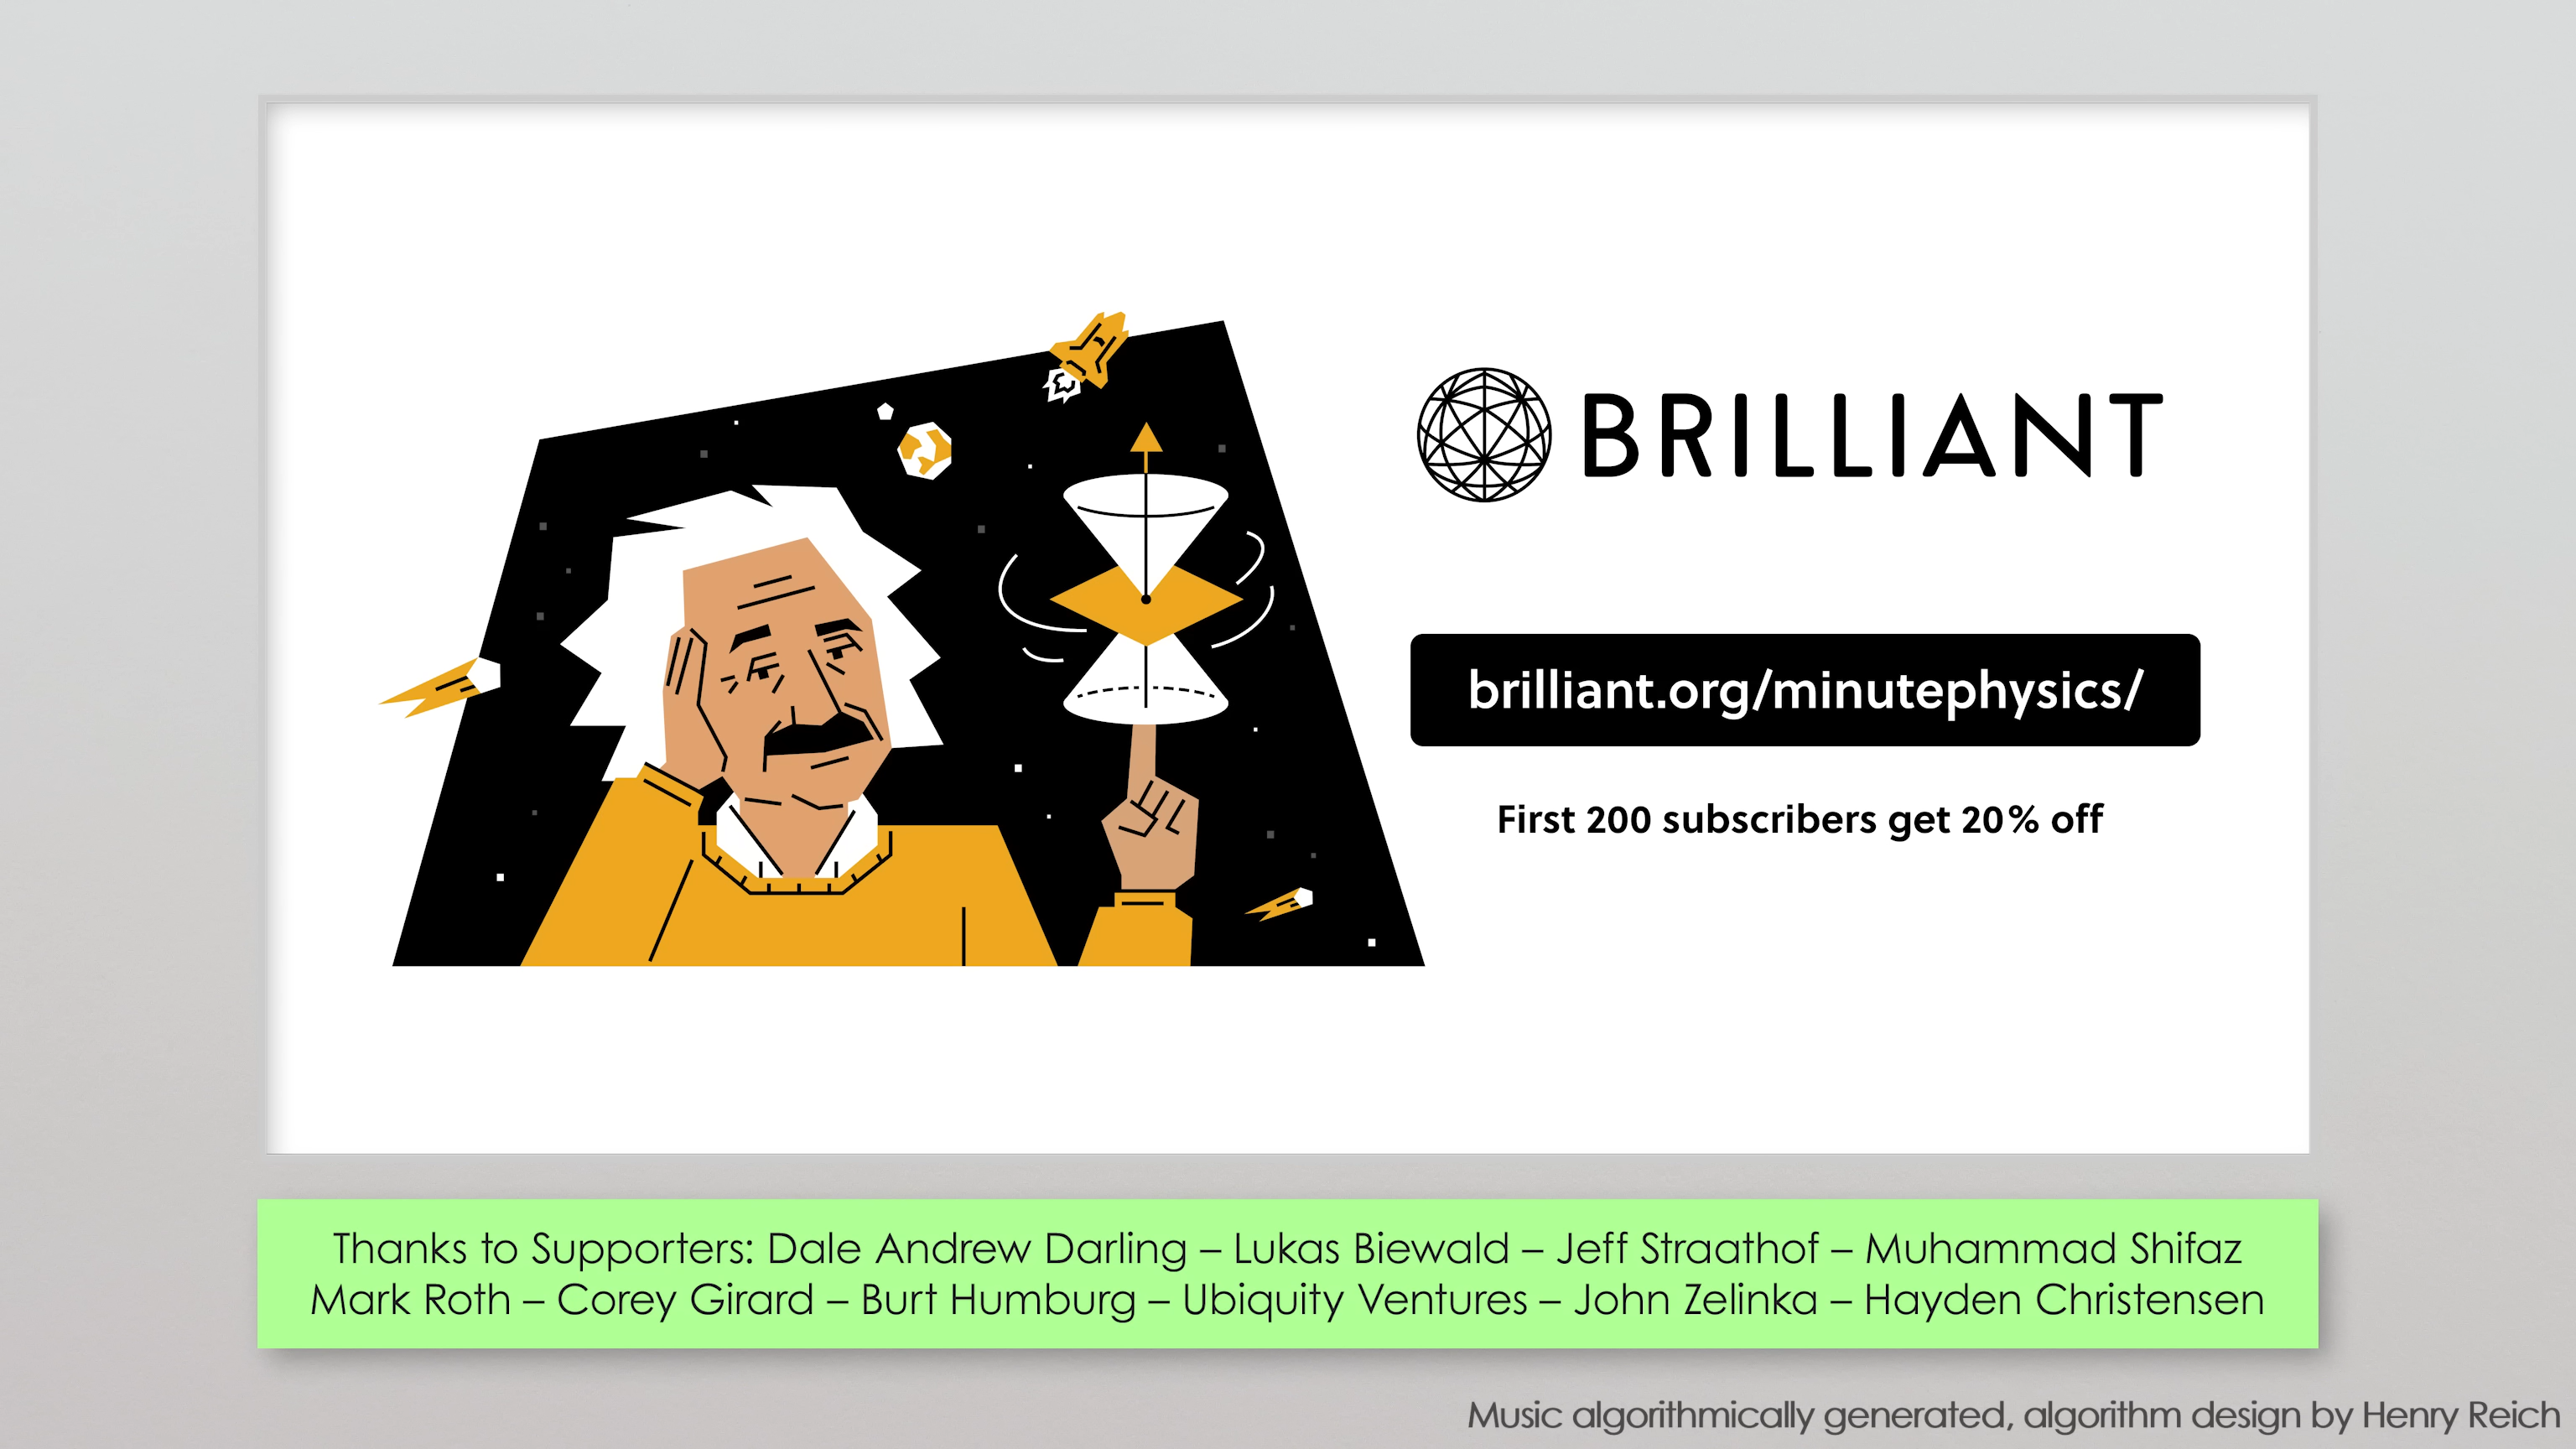 BRILLIANT
brilliant.org/minutephysics/
First 200 subscribers get 20% off
Thanks to Supporters: Dale Andrew Darling – Lukas Biewald – Jeff Straathof – Muhammad Shifaz
Mark Roth – Corey Girard – Burt Humburg – Ubiquity Ventures – John Zelinka – Hayden Christensen
Music algorithmically generated, algorithm design by Henry Reich